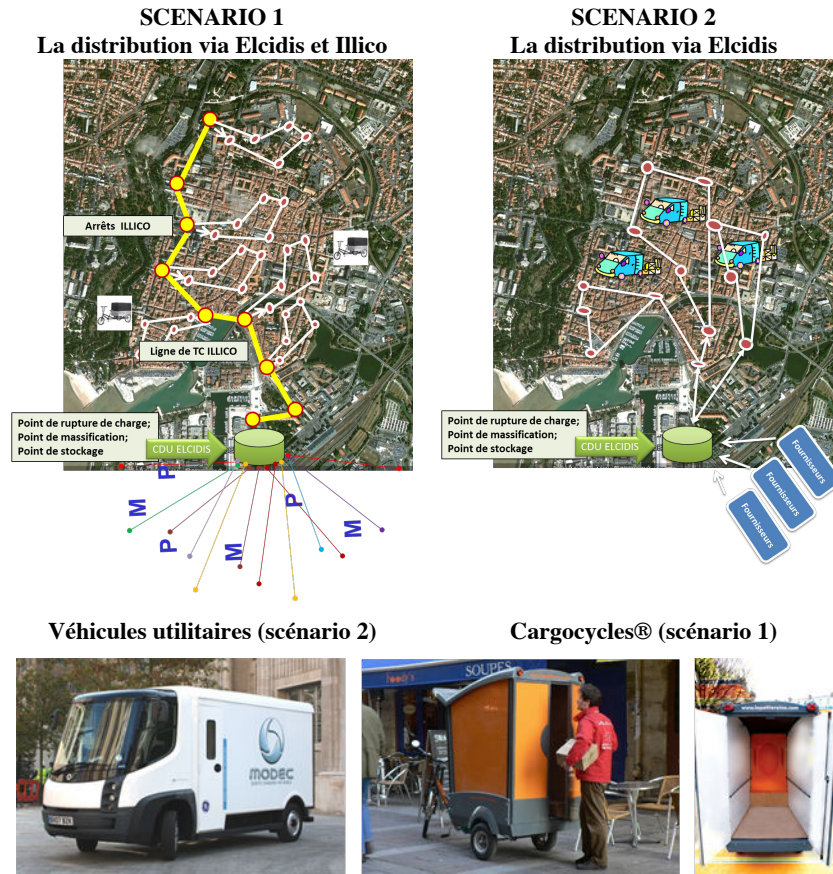 SCENARIO 1
La distribution via Elcidis et Illico
SCENARIO 2
La distribution via Elcidis
Arrêts ILLICO
Ligne de TC ILLICO
Point de rupture de charge;
Point de massification;
Point de stockage
CDU ELCIDIS
M
P
P
M
P
M
Point de rupture de charge;
Point de massification;
Point de stockage
CDU ELCIDIS
Fournisseurs
Fournisseurs
Fournisseurs
Véhicules utilitaires (scénario 2)
Cargocycles® (scénario 1)
MODEC
SOUPES